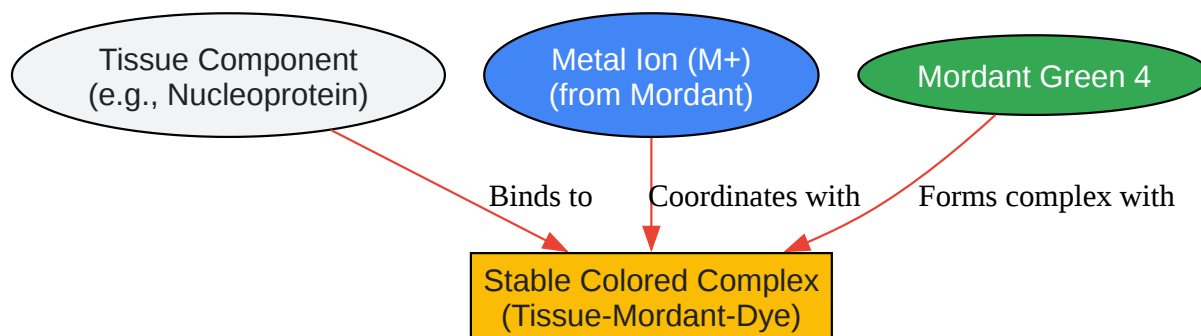 Tissue Component
(e.g., Nucleoprotein)
Metal Ion (M+)
(from Mordant)
Mordant Green 4
Binds to
Coordinates with
Forms complex with
Stable Colored Complex
(Tissue-Mordant-Dye)